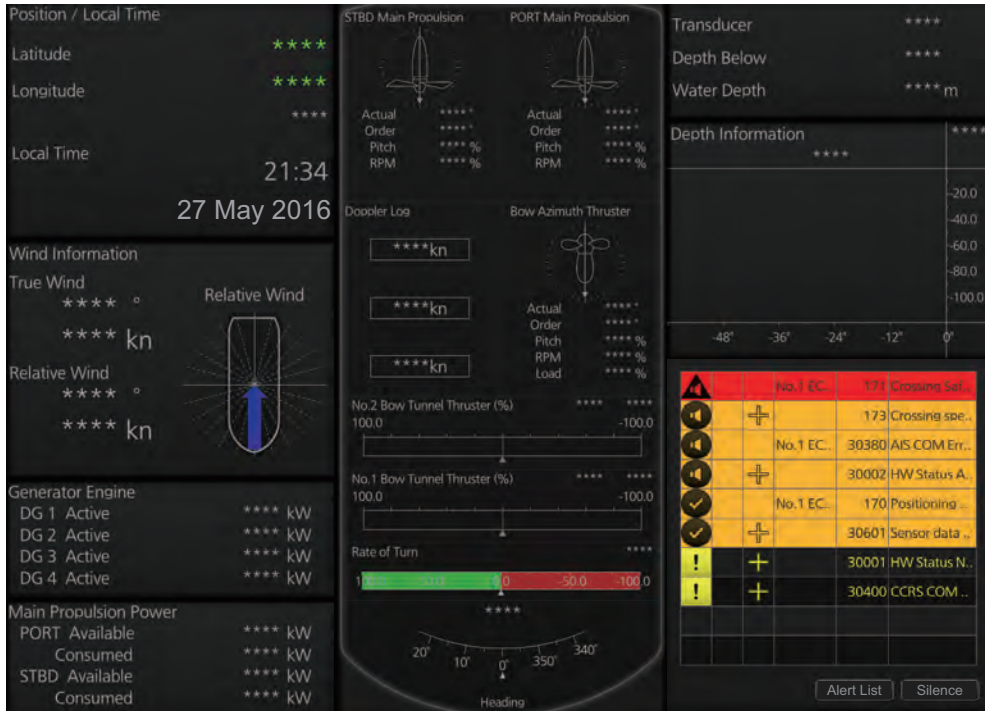 Position / Local Time
Latitude ****
Longitude ****
****
Local Time
21:34
27 May 2016
Wind Information
True Wind
**** °
**** kn
Relative Wind
**** °
**** kn
Relative Wind
Generator Engine
DG 1 Active **** kW
DG 2 Active **** kW
DG 3 Active **** kW
DG 4 Active **** kW
Main Propulsion Power
PORT Available **** kW
Consumed **** kW
STBD Available **** kW
Consumed **** kW
STBD Main Propulsion
Actual ****°
Order ****°
Pitch **** %
RPM **** %
PORT Main Propulsion
Actual ****°
Order ****°
Pitch **** %
RPM **** %
Doppler Log
****kn
****kn
****kn
Bow Azimuth Thruster
Actual ****°
Order ****°
Pitch **** %
RPM **** %
Load **** %
No.2 Bow Tunnel Thruster (%) **** ****
100.0 -100.0
No.1 Bow Tunnel Thruster (%) **** ****
100.0 -100.0
Rate of Turn ****
-50.0 -100.0
****
20° 10° 0° 350° 340°
Heading
Transducer ****
Depth Below ****
Water Depth **** m
Depth Information ****
****
-20.0
-40.0
-60.0
-80.0
-100.0
-48° -36° -24° -12° 0°
No.1 EC.. 171 Crossing Saf..
173 Crossing spe..
No.1 EC.. 30380 AIS COM Err..
30002 HW Status A..
No.1 EC.. 170 Positioning ..
30601 Sensor data ..
! 30001 HW Status N..
! 30400 CCRS COM ..
Alert List Silence